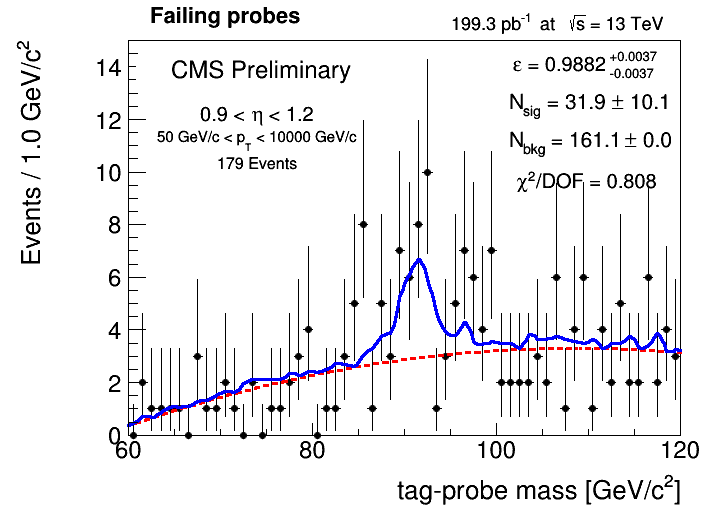 Failing probes
199.3 pb⁻¹ at √s = 13 TeV
CMS Preliminary
0.9 < η < 1.2
50 GeV/c < p_T < 10000 GeV/c
179 Events
ε = 0.9882 +0.0037 -0.0037
N_sig = 31.9 ± 10.1
N_bkg = 161.1 ± 0.0
χ²/DOF = 0.808
Events / 1.0 GeV/c²
14
12
10
8
6
4
2
0
60 80 100 120
tag-probe mass [GeV/c²]